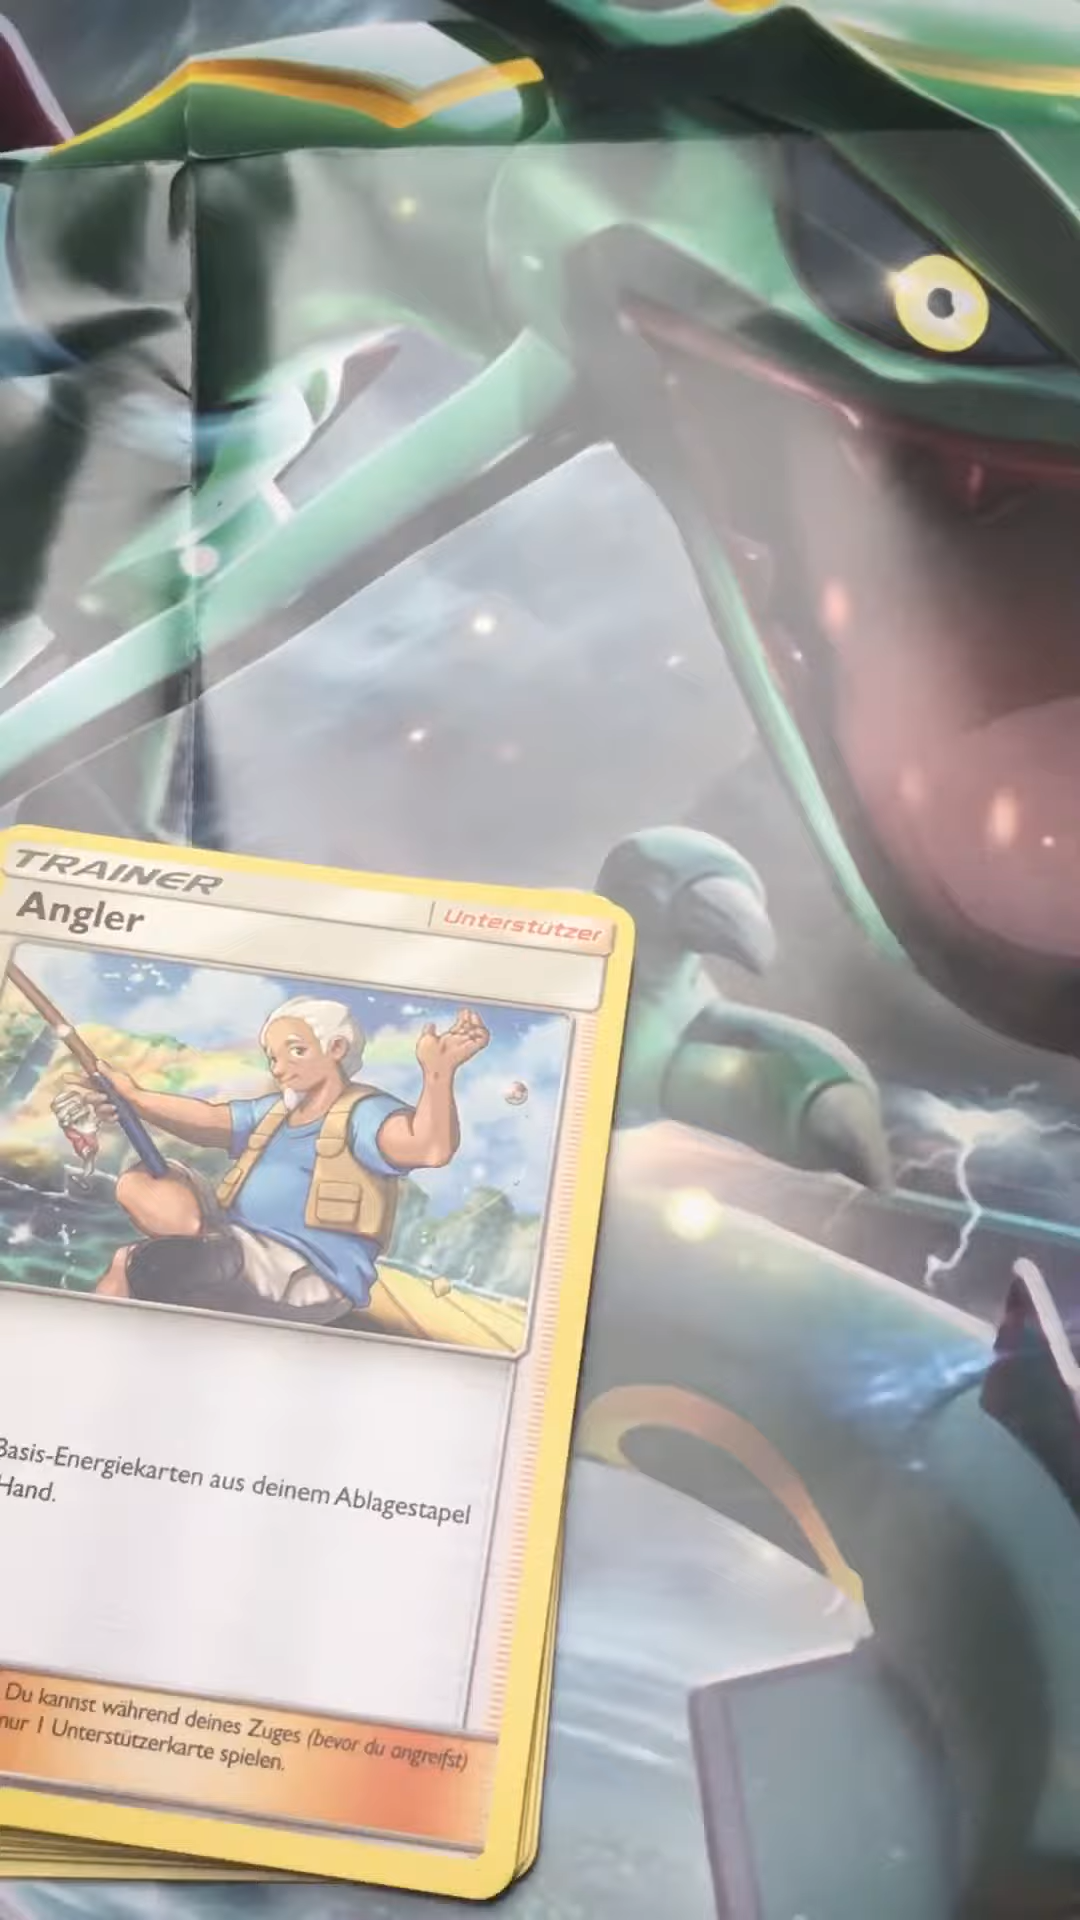 TRAINER
Angler
Unterstützer
Basis-Energiekarten aus deinem Ablagestapel
Hand.
Du kannst während deines Zuges (bevor du angreifst)
nur 1 Unterstützerkarte spielen.